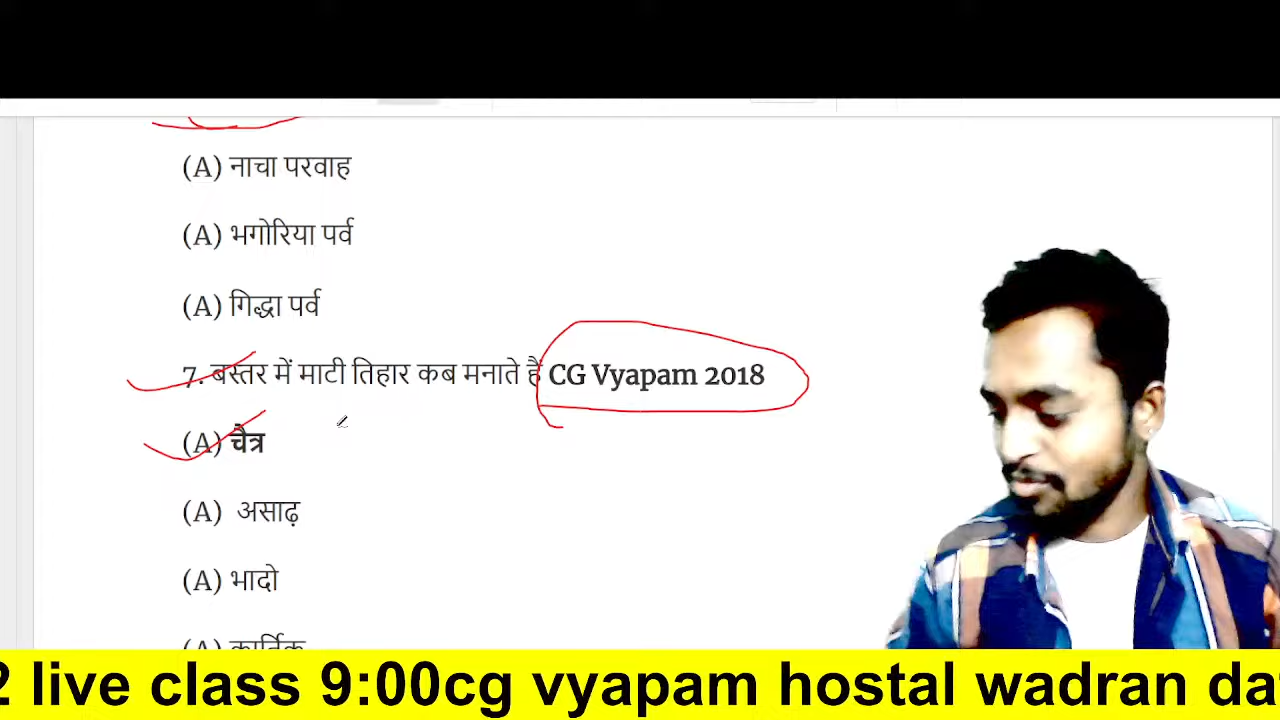 (A) नाचा परवाह
(A) भगोरिया पर्व
(A) गिद्धा पर्व
7. बस्तर में माटी तिहार कब मनाते हैं CG Vyapam 2018
(A) चैत्र
(A) असाढ़
(A) भादो
(A) कार्तिक
2 live class 9:00cg vyapam hostal wadran da